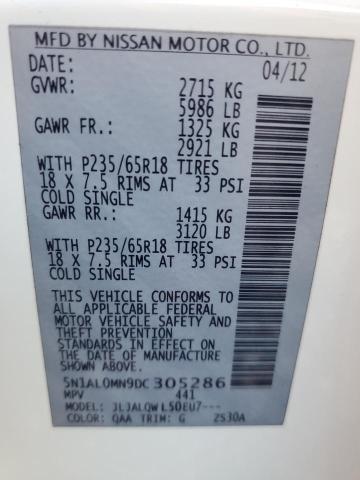 MFD BY NISSAN MOTOR CO., LTD.
DATE: 04/12
GVWR: 2715 KG
5986 LB
GAWR FR.: 1325 KG
2921 LB
WITH P235/65R18 TIRES
18 X 7.5 RIMS AT 33 PSI
COLD SINGLE
GAWR RR.: 1415 KG
3120 LB
WITH P235/65R18 TIRES
18 X 7.5 RIMS AT 33 PSI
COLD SINGLE
THIS VEHICLE CONFORMS TO
ALL APPLICABLE FEDERAL
MOTOR VEHICLE SAFETY AND
THEFT PREVENTION
STANDARDS IN EFFECT ON
THE DATE OF MANUFACTURE
SHOWN ABOVE.
5N1AL0MN9DC305286
MPV 441
MODEL: JLJALQWL50EU7---
COLOR: QAA TRIM: G 2S30A